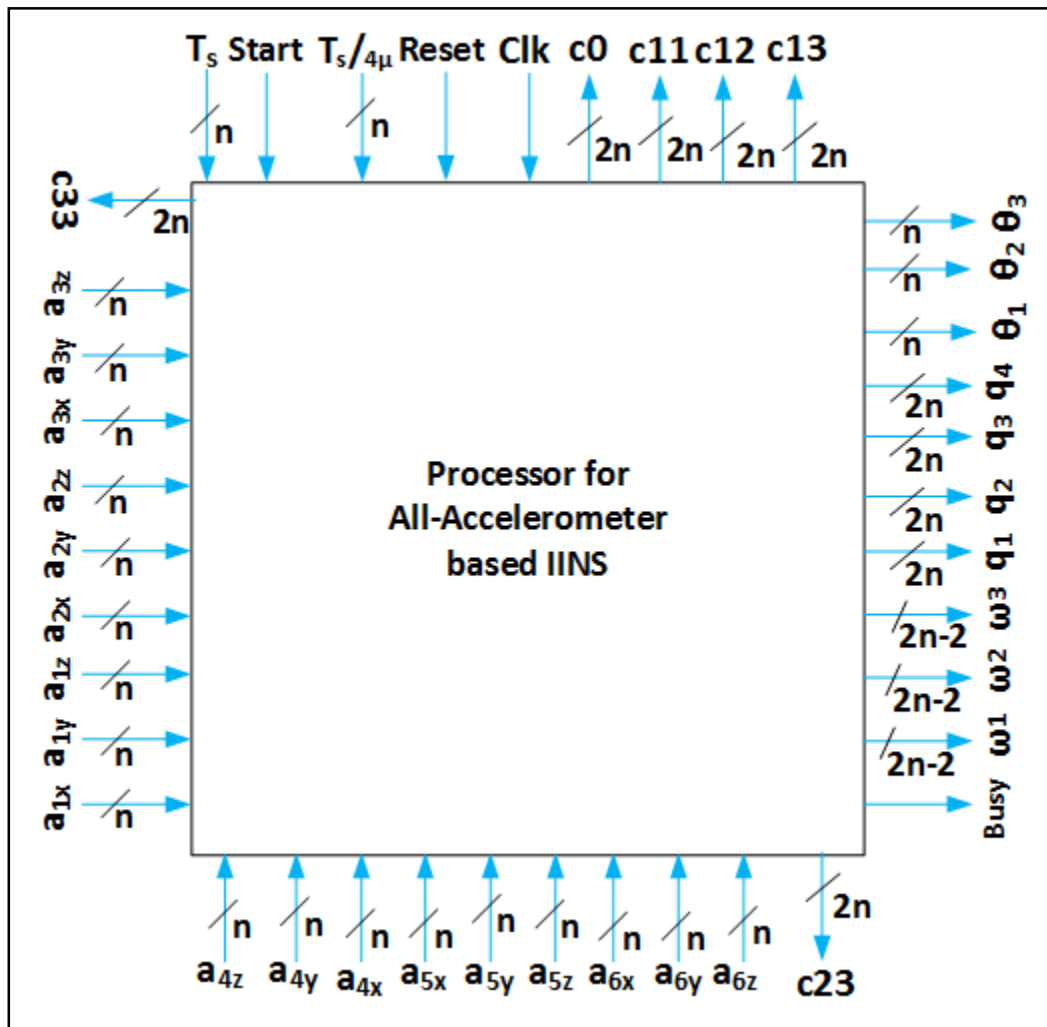 Tₛ Start Tₛ/4μ Reset Clk c0 c11 c12 c13
n n 2n 2n 2n 2n
c33 2n
a3z n
a3y n
a3x n
a2z n
a2y n
a2x n
a1z n
a1y n
a1x n
Processor for
All-Accelerometer
based IINS
n θ3
n θ2
n θ1
2n q4
2n q3
2n q2
2n q1
2n-2 ω3
2n-2 ω2
2n-2 ω1
Busy
n n n n n n n n n 2n
a4z a4y a4x a5x a5y a5z a6x a6y a6z c23